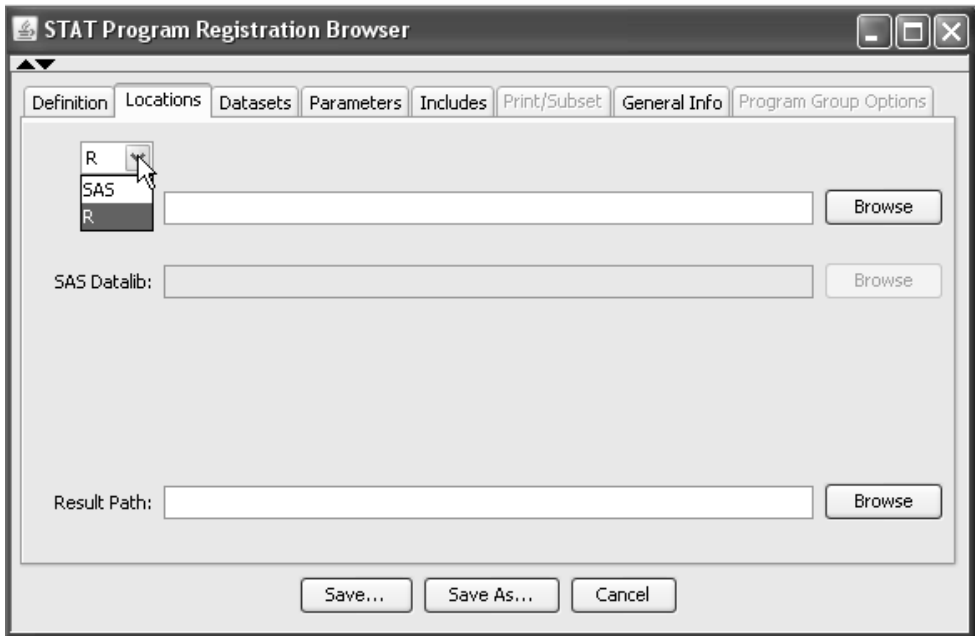 STAT Program Registration Browser
Definition Locations Datasets Parameters Includes Print/Subset General Info Program Group Options
R
SAS
R
Browse
SAS Datalib: Browse
Result Path: Browse
Save... Save As... Cancel